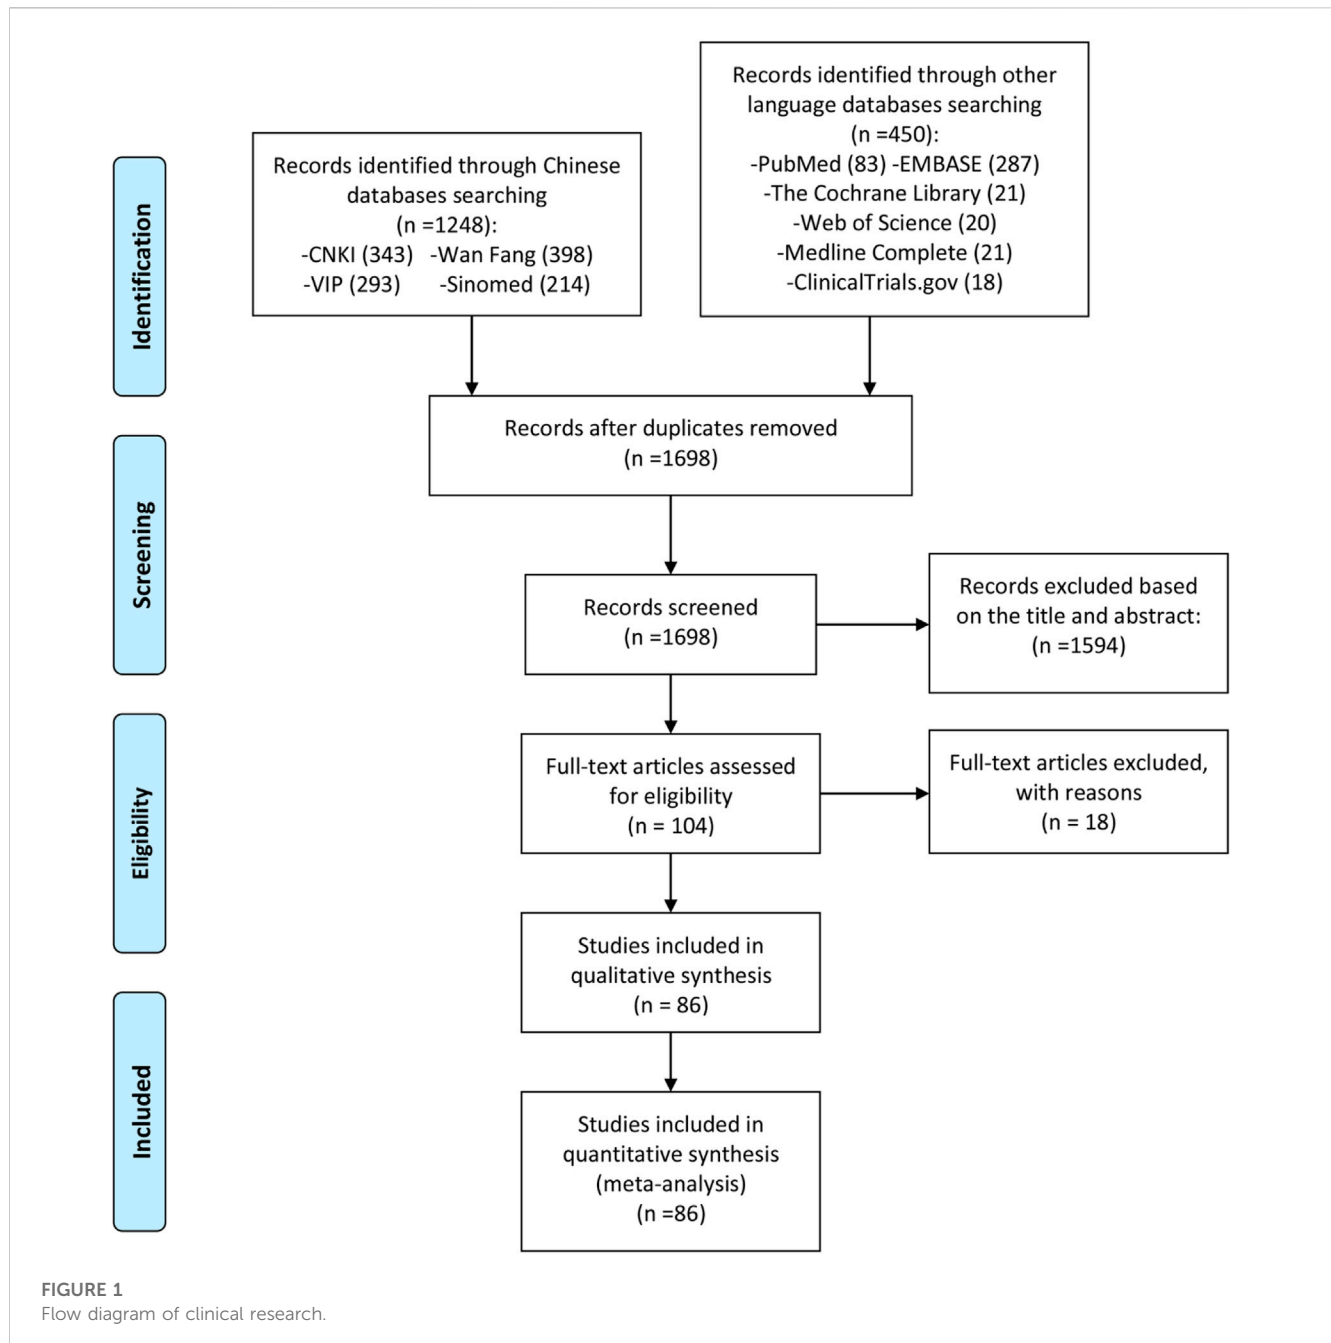 Records identified through Chinese
databases searching
(n =1248):
-CNKI (343) -Wan Fang (398)
-VIP (293) -Sinomed (214)
Records identified through other
language databases searching
(n =450):
-PubMed (83) -EMBASE (287)
-The Cochrane Library (21)
-Web of Science (20)
-Medline Complete (21)
-ClinicalTrials.gov (18)
Identification
Records after duplicates removed
(n =1698)
Screening
Records screened
(n =1698)
Records excluded based
on the title and abstract:
(n =1594)
Eligibility
Full-text articles assessed
for eligibility
(n = 104)
Full-text articles excluded,
with reasons
(n = 18)
Studies included in
qualitative synthesis
(n = 86)
Included
Studies included in
quantitative synthesis
(meta-analysis)
(n =86)
FIGURE 1
Flow diagram of clinical research.